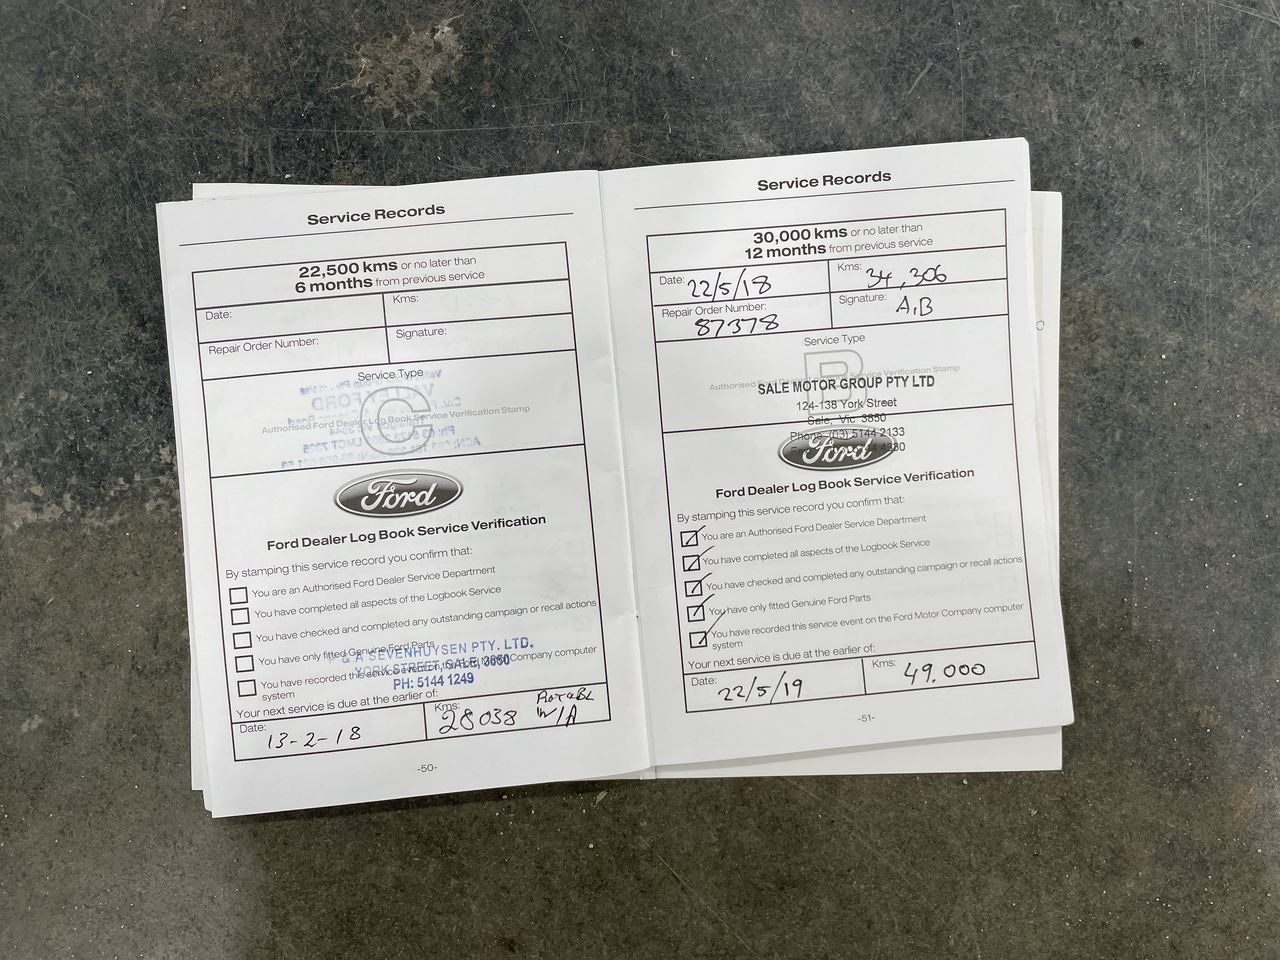 Service Records
22,500 kms or no later than
6 months from previous service
Date:
Kms:
Repair Order Number:
Signature:
Service Type
C
Authorised Ford Dealer Log Book Service Verification Stamp
Ford
Ford Dealer Log Book Service Verification
By stamping this service record you confirm that:
You are an Authorised Ford Dealer Service Department
You have completed all aspects of the Logbook Service
You have checked and completed any outstanding campaign or recall actions
You have only fitted Genuine Ford Parts
& A SEVENHUYSEN PTY. LTD.
You have recorded this service event on the Ford Motor Company computer
system
YORK STREET, SALE, 3850
PH: 5144 1249
Your next service is due at the earlier of:
Date: 13-2-18
Kms: 28038
-50-
Service Records
30,000 kms or no later than
12 months from previous service
Date: 22/5/18
Kms: 34,306
Repair Order Number: 87378
Signature: A.B
Service Type
B
Authorised Ford Dealer Log Book Service Verification Stamp
SALE MOTOR GROUP PTY LTD
124-138 York Street
Sale, Vic 3850
Phone (03) 5144 2133
Ford
Ford Dealer Log Book Service Verification
By stamping this service record you confirm that:
You are an Authorised Ford Dealer Service Department
You have completed all aspects of the Logbook Service
You have checked and completed any outstanding campaign or recall actions
You have only fitted Genuine Ford Parts
You have recorded this service event on the Ford Motor Company computer
system
Your next service is due at the earlier of:
Date: 22/5/19
Kms: 49.000
-51-